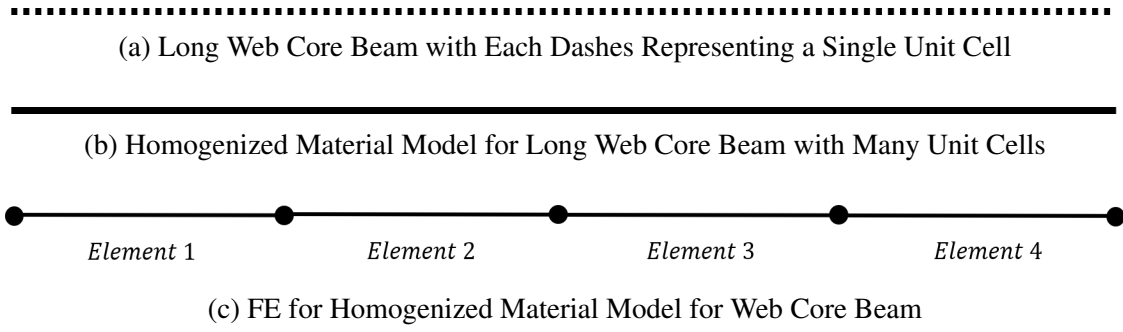 (a) Long Web Core Beam with Each Dashes Representing a Single Unit Cell
(b) Homogenized Material Model for Long Web Core Beam with Many Unit Cells
Element 1 Element 2 Element 3 Element 4
(c) FE for Homogenized Material Model for Web Core Beam